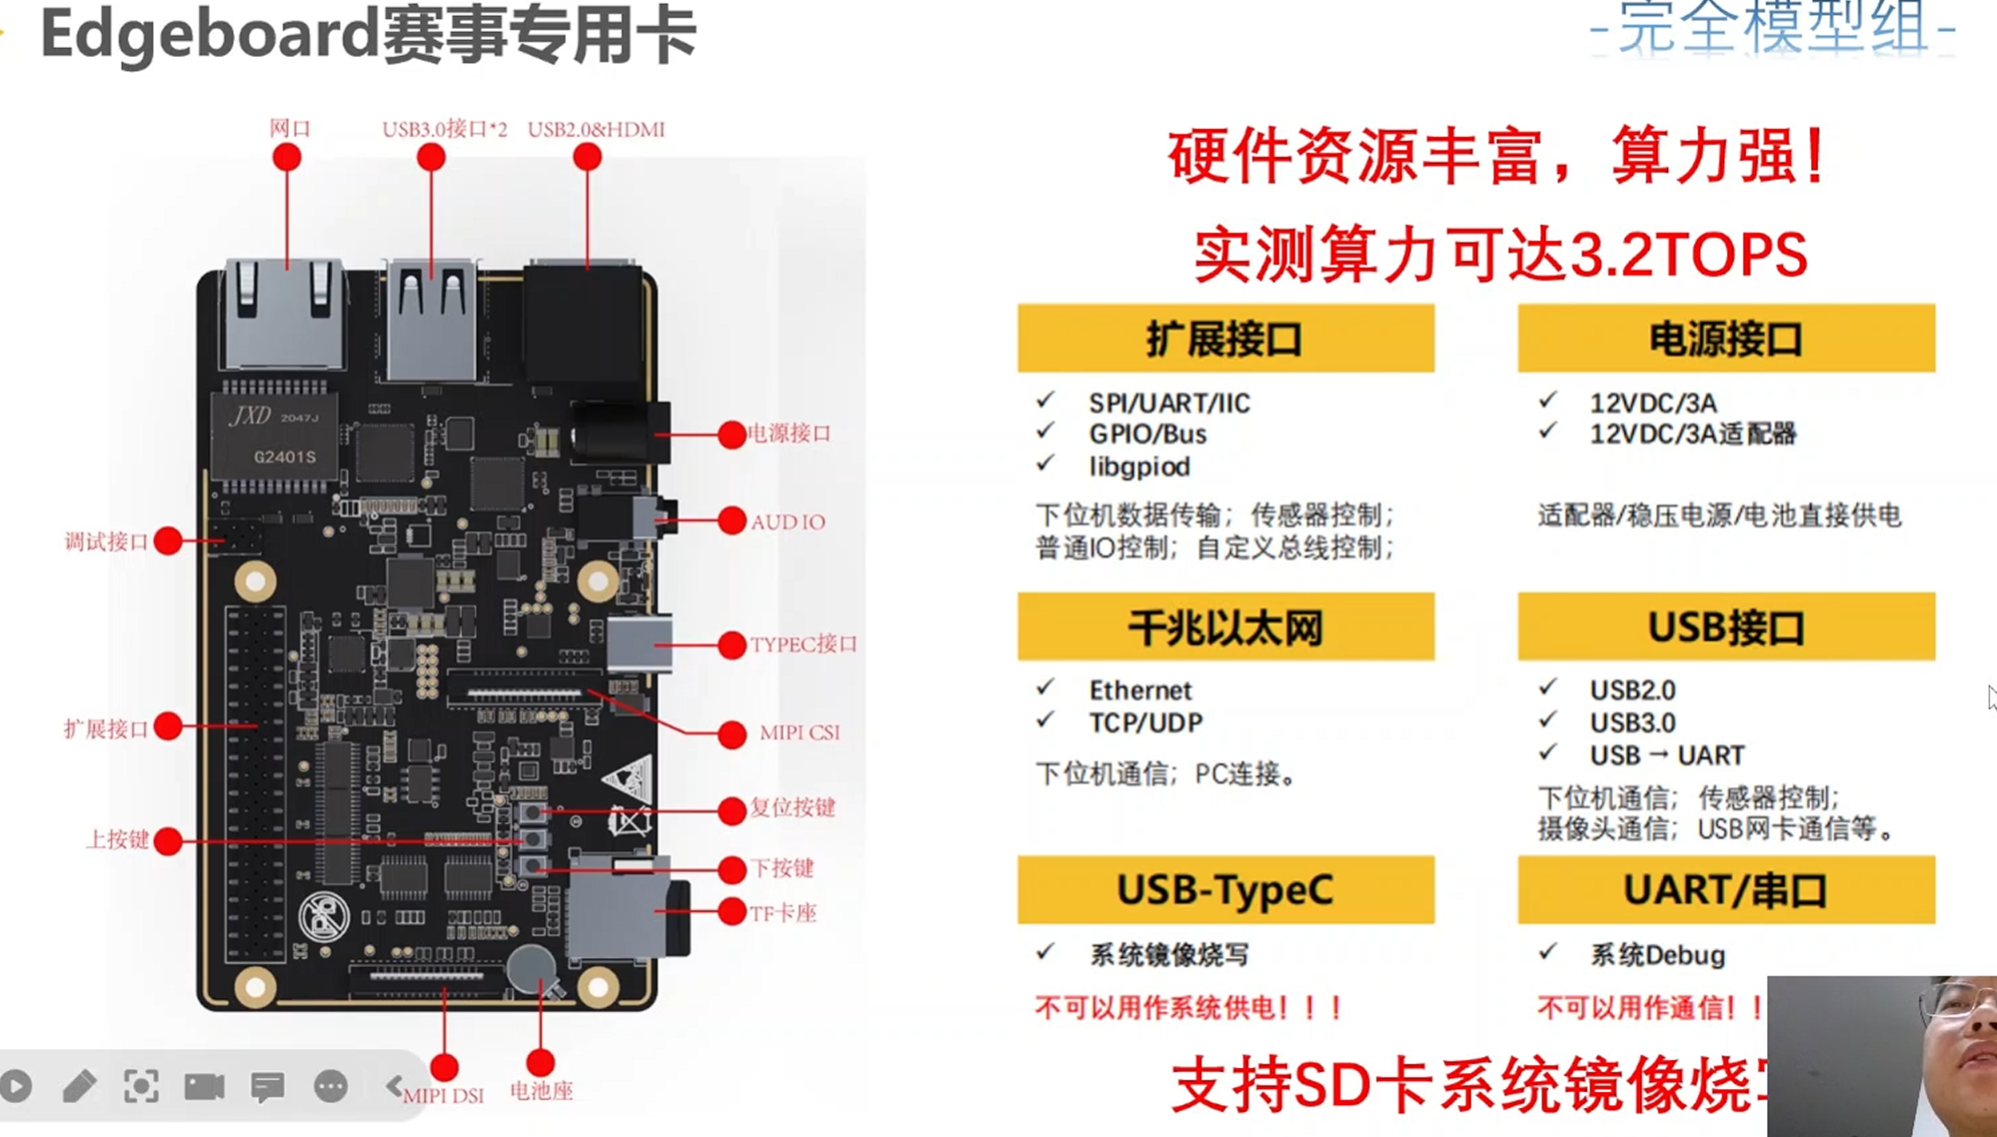 Edgeboard赛事专用卡
-完全模型组-
网口
USB3.0接口*2
USB2.0&HDMI
JXD 2047J
G2401S
电源接口
AUD IO
调试接口
TYPEC接口
扩展接口
MIPI CSI
复位按键
上按键
下按键
TF卡座
MIPI DSI
电池座
硬件资源丰富，算力强！
实测算力可达3.2TOPS
扩展接口
✓ SPI/UART/IIC
✓ GPIO/Bus
✓ libgpiod
下位机数据传输；传感器控制；
普通IO控制；自定义总线控制；
电源接口
✓ 12VDC/3A
✓ 12VDC/3A适配器
适配器/稳压电源/电池直接供电
千兆以太网
✓ Ethernet
✓ TCP/UDP
下位机通信；PC连接。
USB接口
✓ USB2.0
✓ USB3.0
✓ USB→UART
下位机通信；传感器控制；
摄像头通信；USB网卡通信等。
USB-TypeC
✓ 系统镜像烧写
不可以用作系统供电！！！
UART/串口
✓ 系统Debug
不可以用作通信！！
支持SD卡系统镜像烧